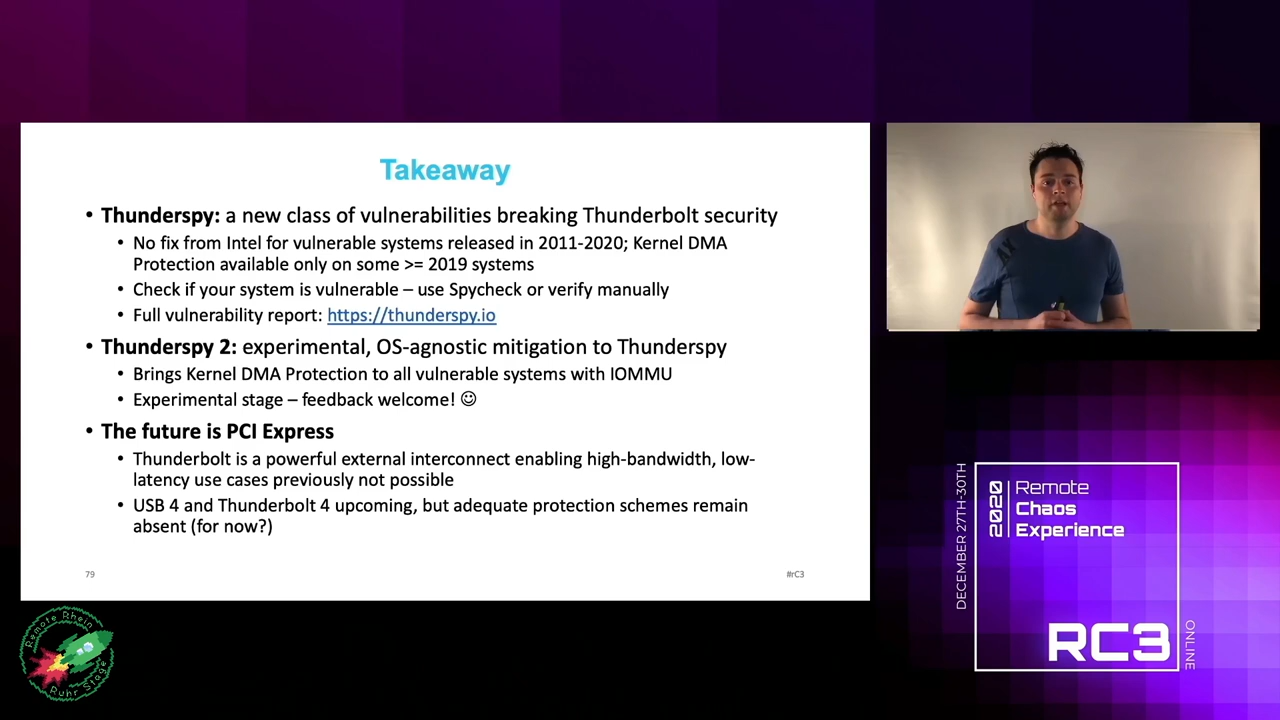 Takeaway
• Thunderspy: a new class of vulnerabilities breaking Thunderbolt security
• No fix from Intel for vulnerable systems released in 2011-2020; Kernel DMA
Protection available only on some >= 2019 systems
• Check if your system is vulnerable – use Spycheck or verify manually
• Full vulnerability report: https://thunderspy.io
• Thunderspy 2: experimental, OS-agnostic mitigation to Thunderspy
• Brings Kernel DMA Protection to all vulnerable systems with IOMMU
• Experimental stage – feedback welcome! ☺
• The future is PCI Express
• Thunderbolt is a powerful external interconnect enabling high-bandwidth, low-
latency use cases previously not possible
• USB 4 and Thunderbolt 4 upcoming, but adequate protection schemes remain
absent (for now?)
79
#rC3
Remote Rhein
Ruhr Stage
DECEMBER 27TH-30TH
2020
Remote
Chaos
Experience
RC3
ONLINE